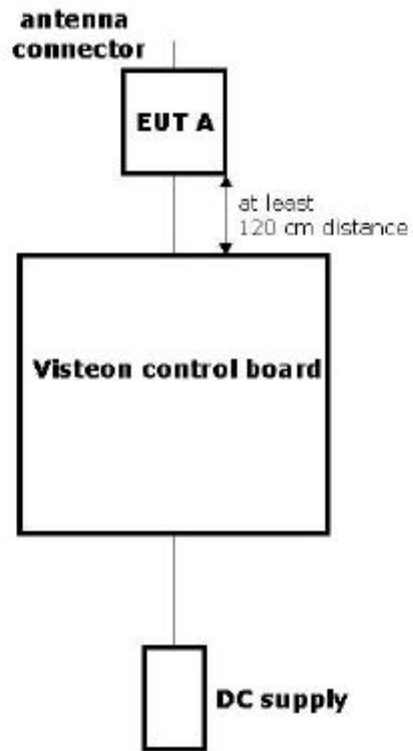 antenna
connector
EUT A
at least
120 cm distance
Visteon control board
DC supply